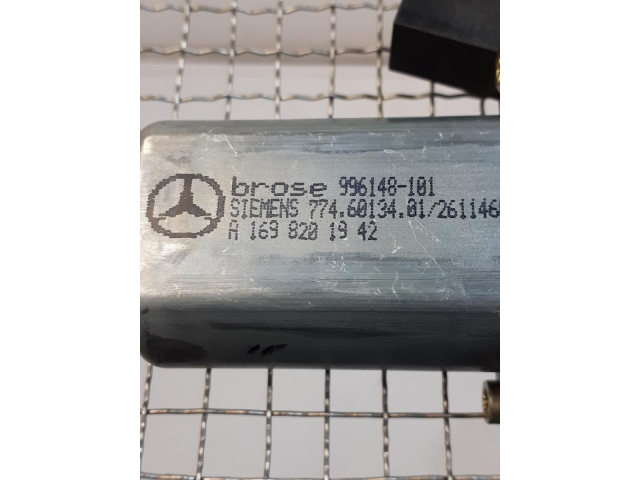 brose 996148-101
SIEMENS 774.60134.01/261146
A 169 820 19 42